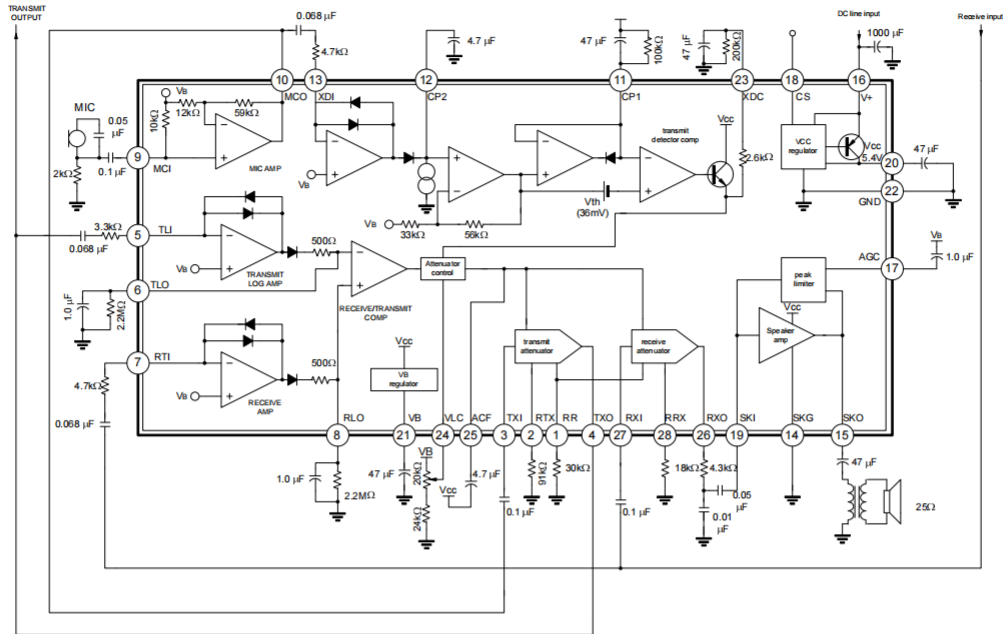 TRANSMIT
OUTPUT
0.068 µF
4.7kΩ
4.7 µF
47 µF
100kΩ
47 µF
200kΩ
DC line input
1000 µF
Receive input
10
13
12
11
23
18
16
MCO
XDI
CP2
CP1
XDC
CS
V+
VB
12kΩ
59kΩ
10kΩ
MIC
0.05
µF
2kΩ
0.1 µF
9
MCI
MIC AMP
VB
VB
33kΩ
56kΩ
Vth
(36mV)
transmit
detector comp
Vcc
2.6kΩ
VCC
regulator
Vcc
5.4V
20
47 µF
22
GND
3.3kΩ
0.068 µF
5
TLI
VB
TRANSMIT
LOG AMP
500Ω
RECEIVE/TRANSMIT
COMP
Attenuator
control
6
TLO
1.0 µF
2.2MΩ
AGC
17
VB
1.0 µF
peak
limiter
Vcc
Speaker
amp
transmit
attenuator
receive
attenuator
7
RTI
4.7kΩ
0.068 µF
VB
RECEIVE
AMP
500Ω
Vcc
VB
regulator
RLO
VB
VLC
ACF
TXI
RTX
RR
TXO
RXI
RRX
RXO
SKI
SKG
SKO
8
21
24
25
3
2
1
4
27
28
26
19
14
15
1.0 µF
2.2MΩ
47 µF
VB
20kΩ
24kΩ
Vcc
4.7 µF
0.1 µF
91kΩ
30kΩ
0.1 µF
18kΩ
4.3kΩ
0.05
µF
0.01
µF
47 µF
25Ω